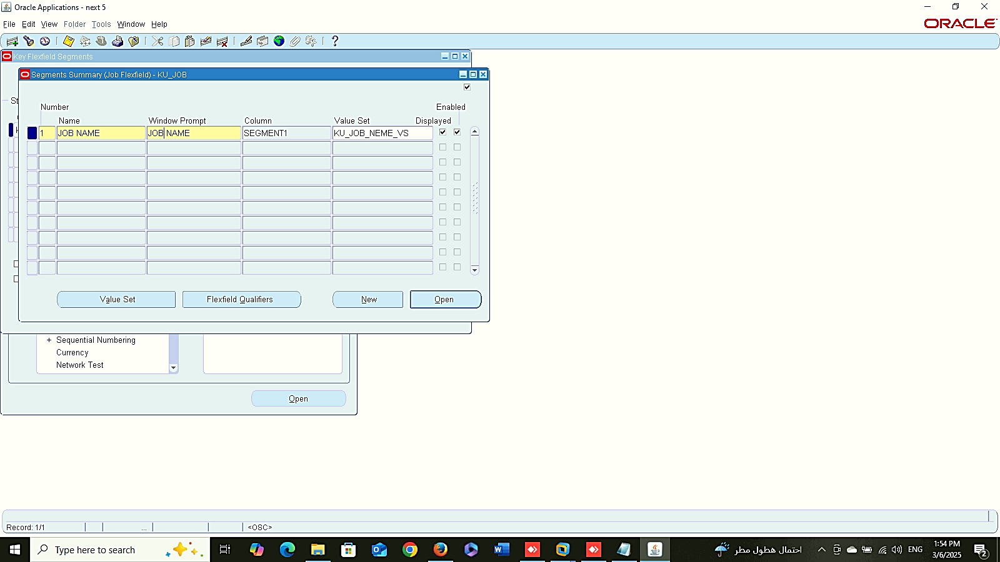 Oracle Applications - next 5
File Edit View Folder Tools Window Help
ORACLE
Key Flexfield Segments
Segments Summary (Job Flexfield) - KU_JOB
St
Number Enabled
Name Window Prompt Column Value Set Displayed
1 JOB NAME JOB NAME SEGMENT1 KU_JOB_NEME_VS
Value Set Flexfield Qualifiers New Open
+ Sequential Numbering
Currency
Network Test
Open
Record: 1/1 ... <OSC>
Type here to search
احتمال هطول مطر
ENG
1:54 PM
3/6/2025
2